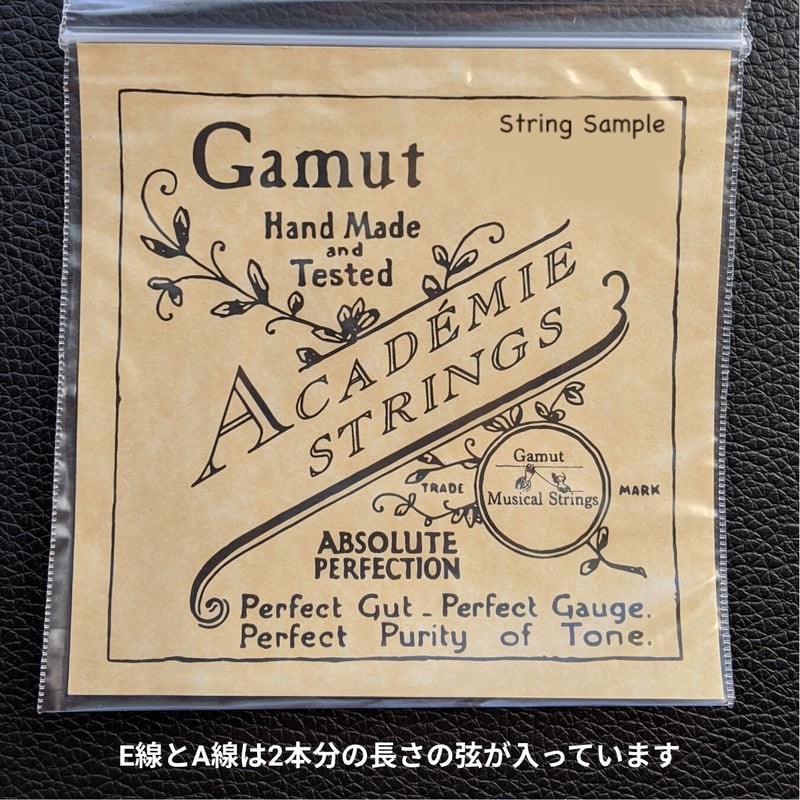 String Sample
Gamut
Hand Made
and
Tested
ACADÉMIE
STRINGS
Gamut
TRADE
MARK
Musical Strings
ABSOLUTE
PERFECTION
Perfect Gut - Perfect Gauge.
Perfect Purity of Tone.
E線とA線は2本分の長さの弦が入っています